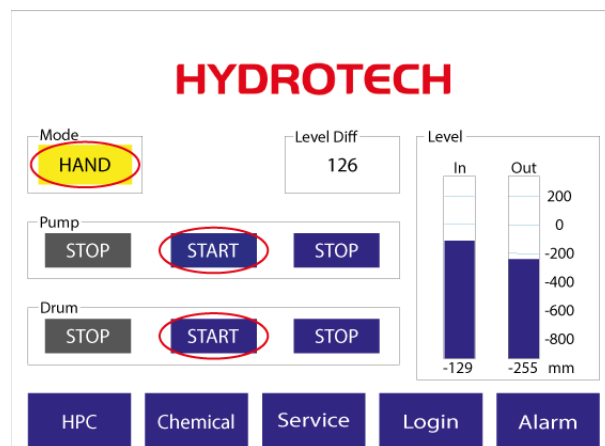 HYDROTECH
Mode
HAND
Level Diff
126
Level
In Out
200
0
-200
-400
-600
-800
-129 -255 mm
Pump
STOP START STOP
Drum
STOP START STOP
HPC Chemical Service Login Alarm